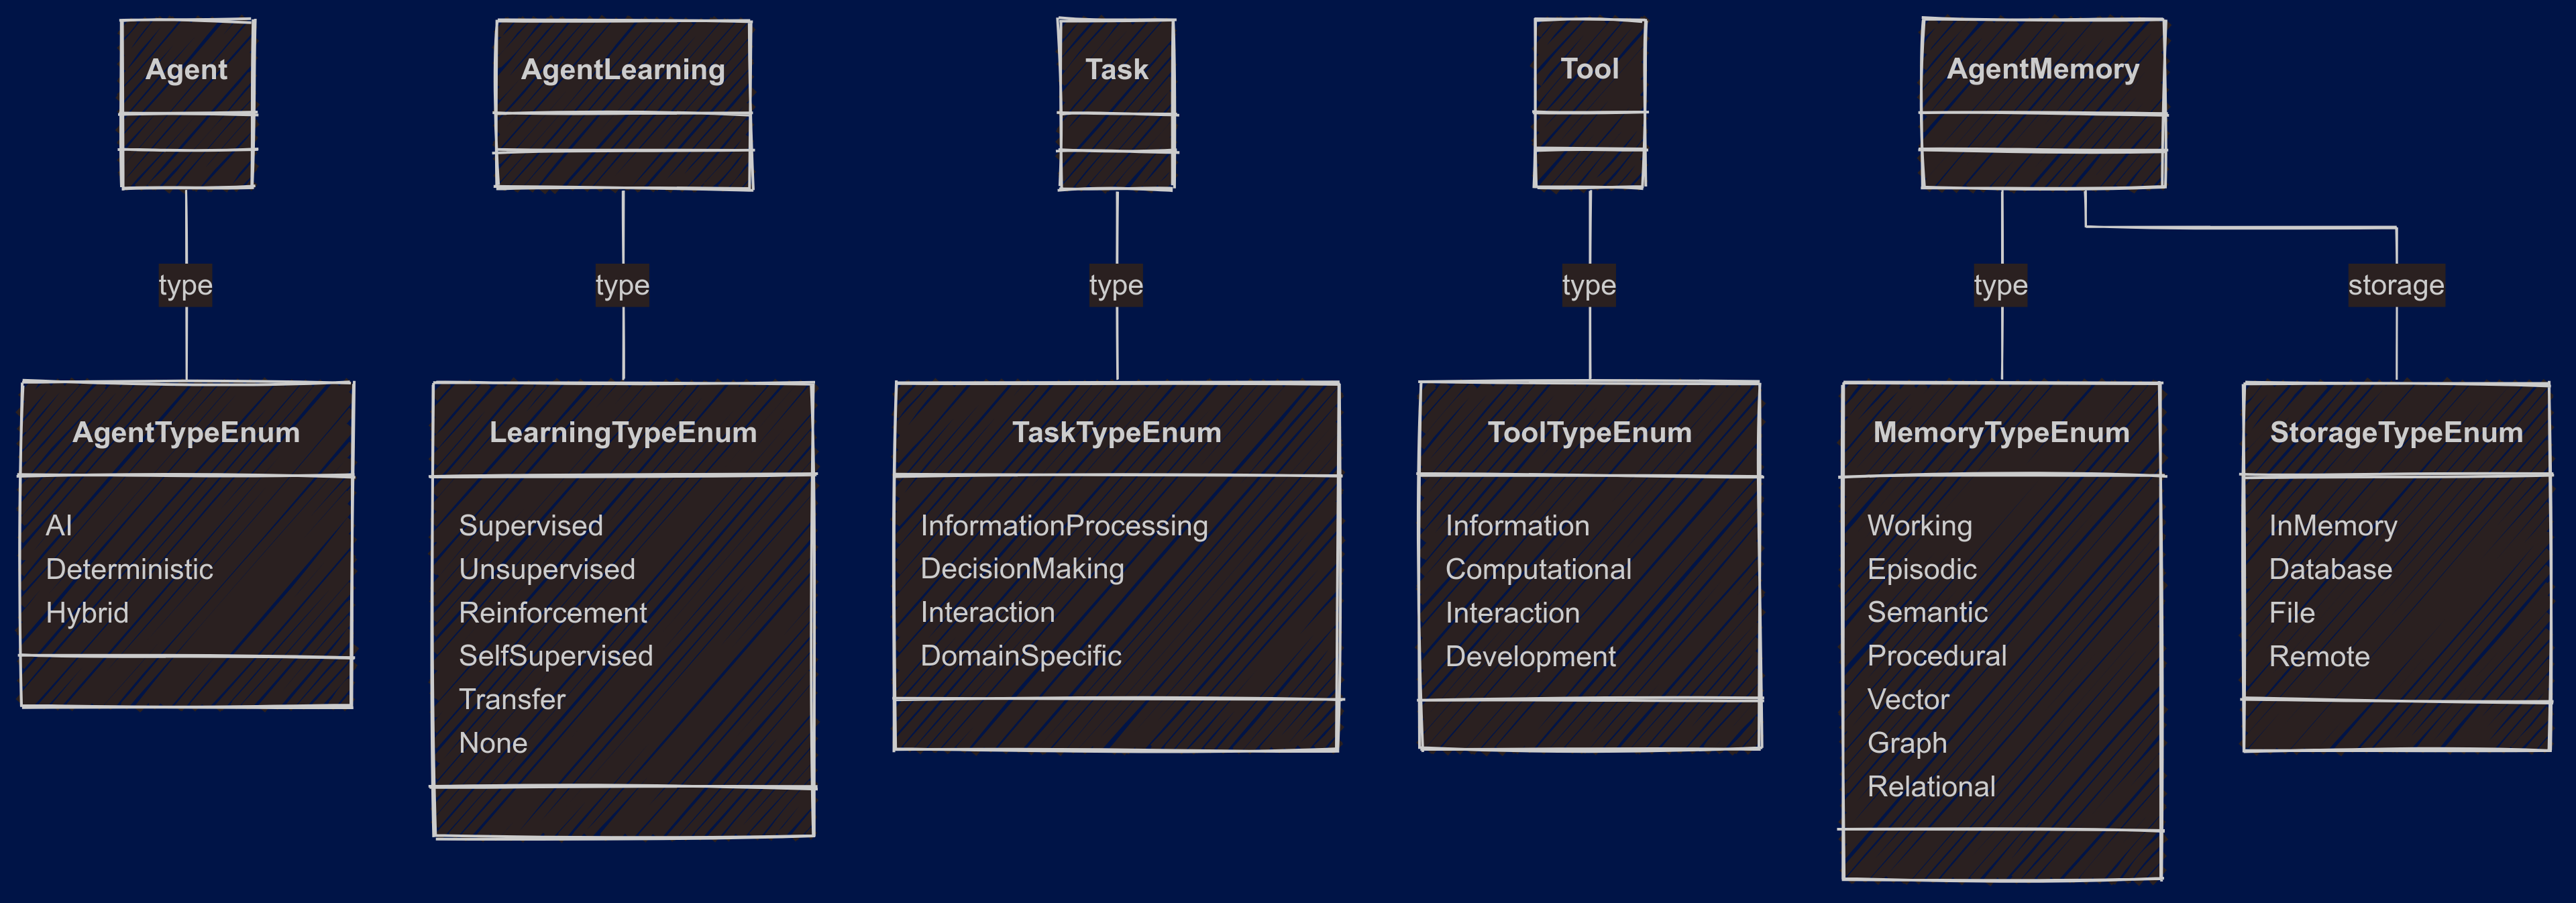 Agent
AgentLearning
Task
Tool
AgentMemory
type
type
type
type
type
storage
AgentTypeEnum
AI
Deterministic
Hybrid
LearningTypeEnum
Supervised
Unsupervised
Reinforcement
SelfSupervised
Transfer
None
TaskTypeEnum
InformationProcessing
DecisionMaking
Interaction
DomainSpecific
ToolTypeEnum
Information
Computational
Interaction
Development
MemoryTypeEnum
Working
Episodic
Semantic
Procedural
Vector
Graph
Relational
StorageTypeEnum
InMemory
Database
File
Remote